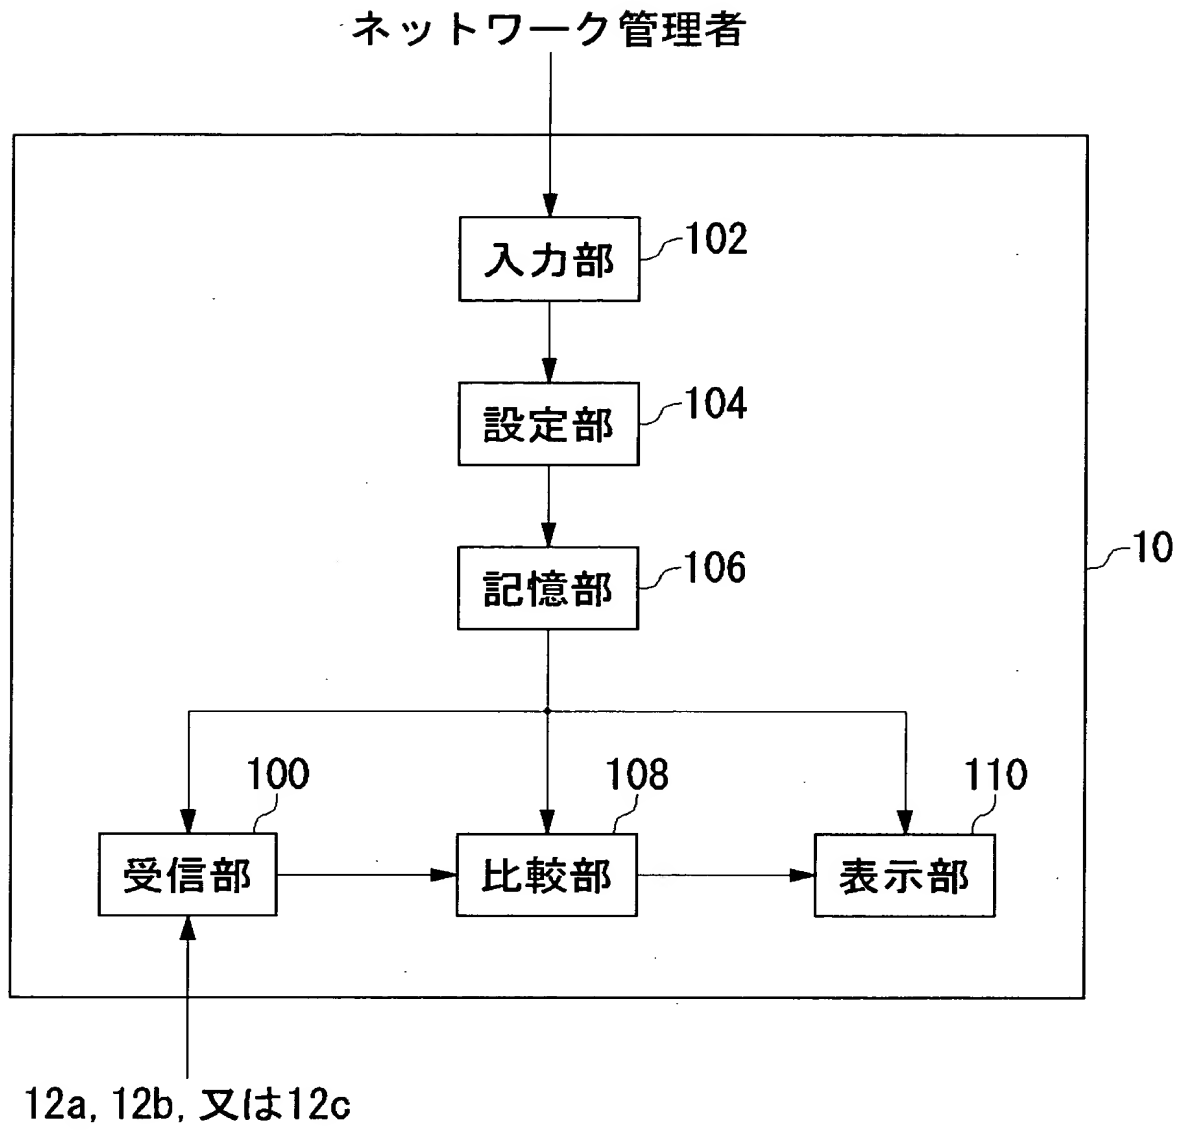 ネットワーク管理者
入力部
102
設定部
104
記憶部
106
10
100
108
110
受信部
比較部
表示部
12a, 12b, 又は12c